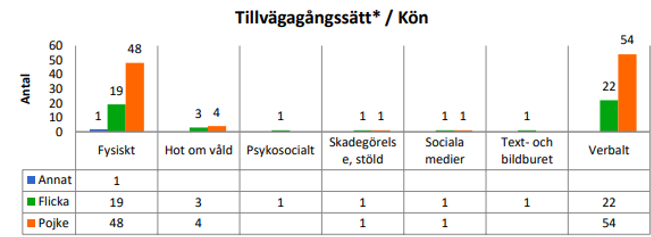 Tillvägagångssätt* / Kön
Antal
60
50
40
30
20
10
0
1 19 48
3 4
1
1 1
1 1
1
22 54
Fysiskt Hot om våld Psykosocialt Skadegörels Sociala Text- och Verbalt
e, stöld medier bildburet
Annat 1
Flicka 19 3 1 1 1 1 22
Pojke 48 4 1 1 54